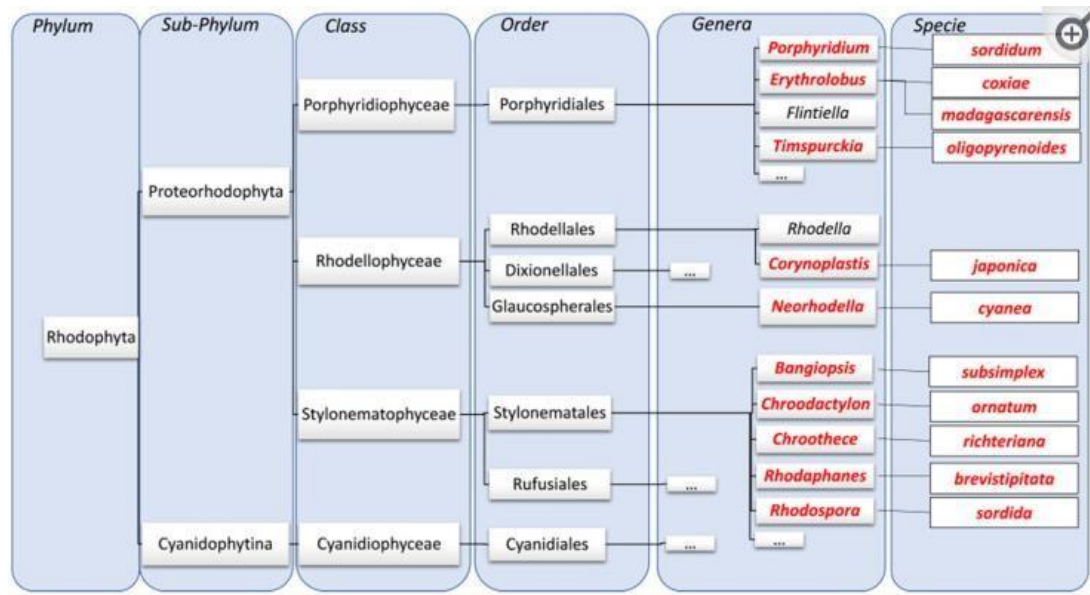 Phylum
Sub-Phylum
Class
Order
Genera
Specie
Rhodophyta
Proteorhodophyta
Cyanidophytina
Porphyridiophyceae
Rhodellophyceae
Stylonematophyceae
Cyanidiophyceae
Porphyridiales
Rhodellales
Dixionellales
Glaucospherales
Stylonematales
Rufusiales
Cyanidiales
...
...
...
Porphyridium
Erythrolobus
Flintiella
Timspurckia
...
Rhodella
Corynoplastis
Neorhodella
Bangiopsis
Chroodactylon
Chroothece
Rhodaphanes
Rhodospora
...
sordidum
coxiae
madagascarensis
oligopyrenoides
japonica
cyanea
subsimplex
ornatum
richteriana
brevistipitata
sordida